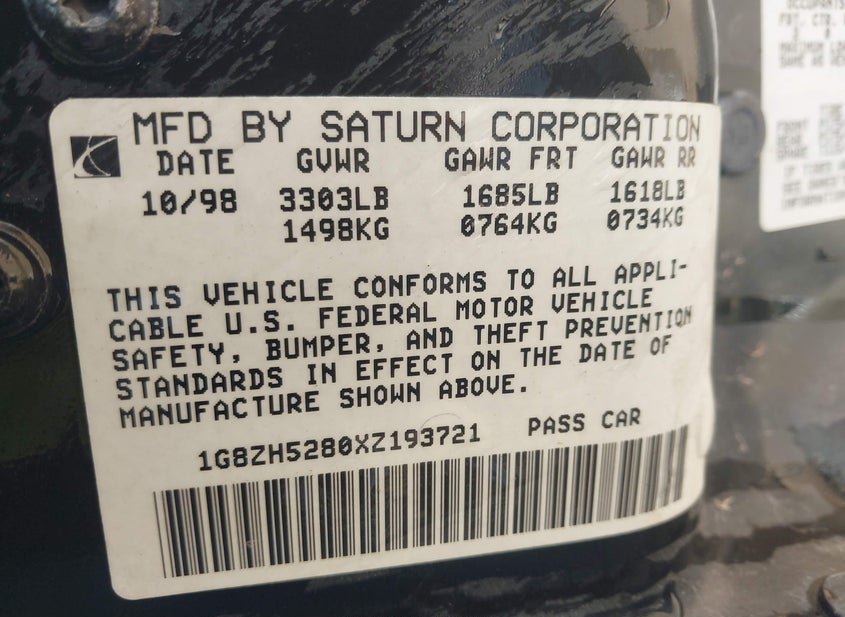 MFD BY SATURN CORPORATION
DATE GVWR GAWR FRT GAWR RR
10/98 3303LB 1685LB 1618LB
1498KG 0764KG 0734KG
THIS VEHICLE CONFORMS TO ALL APPLI-
CABLE U.S. FEDERAL MOTOR VEHICLE
SAFETY, BUMPER, AND THEFT PREVENTION
STANDARDS IN EFFECT ON THE DATE OF
MANUFACTURE SHOWN ABOVE.
1G8ZH5280XZ193721 PASS CAR
FRT. CTR.